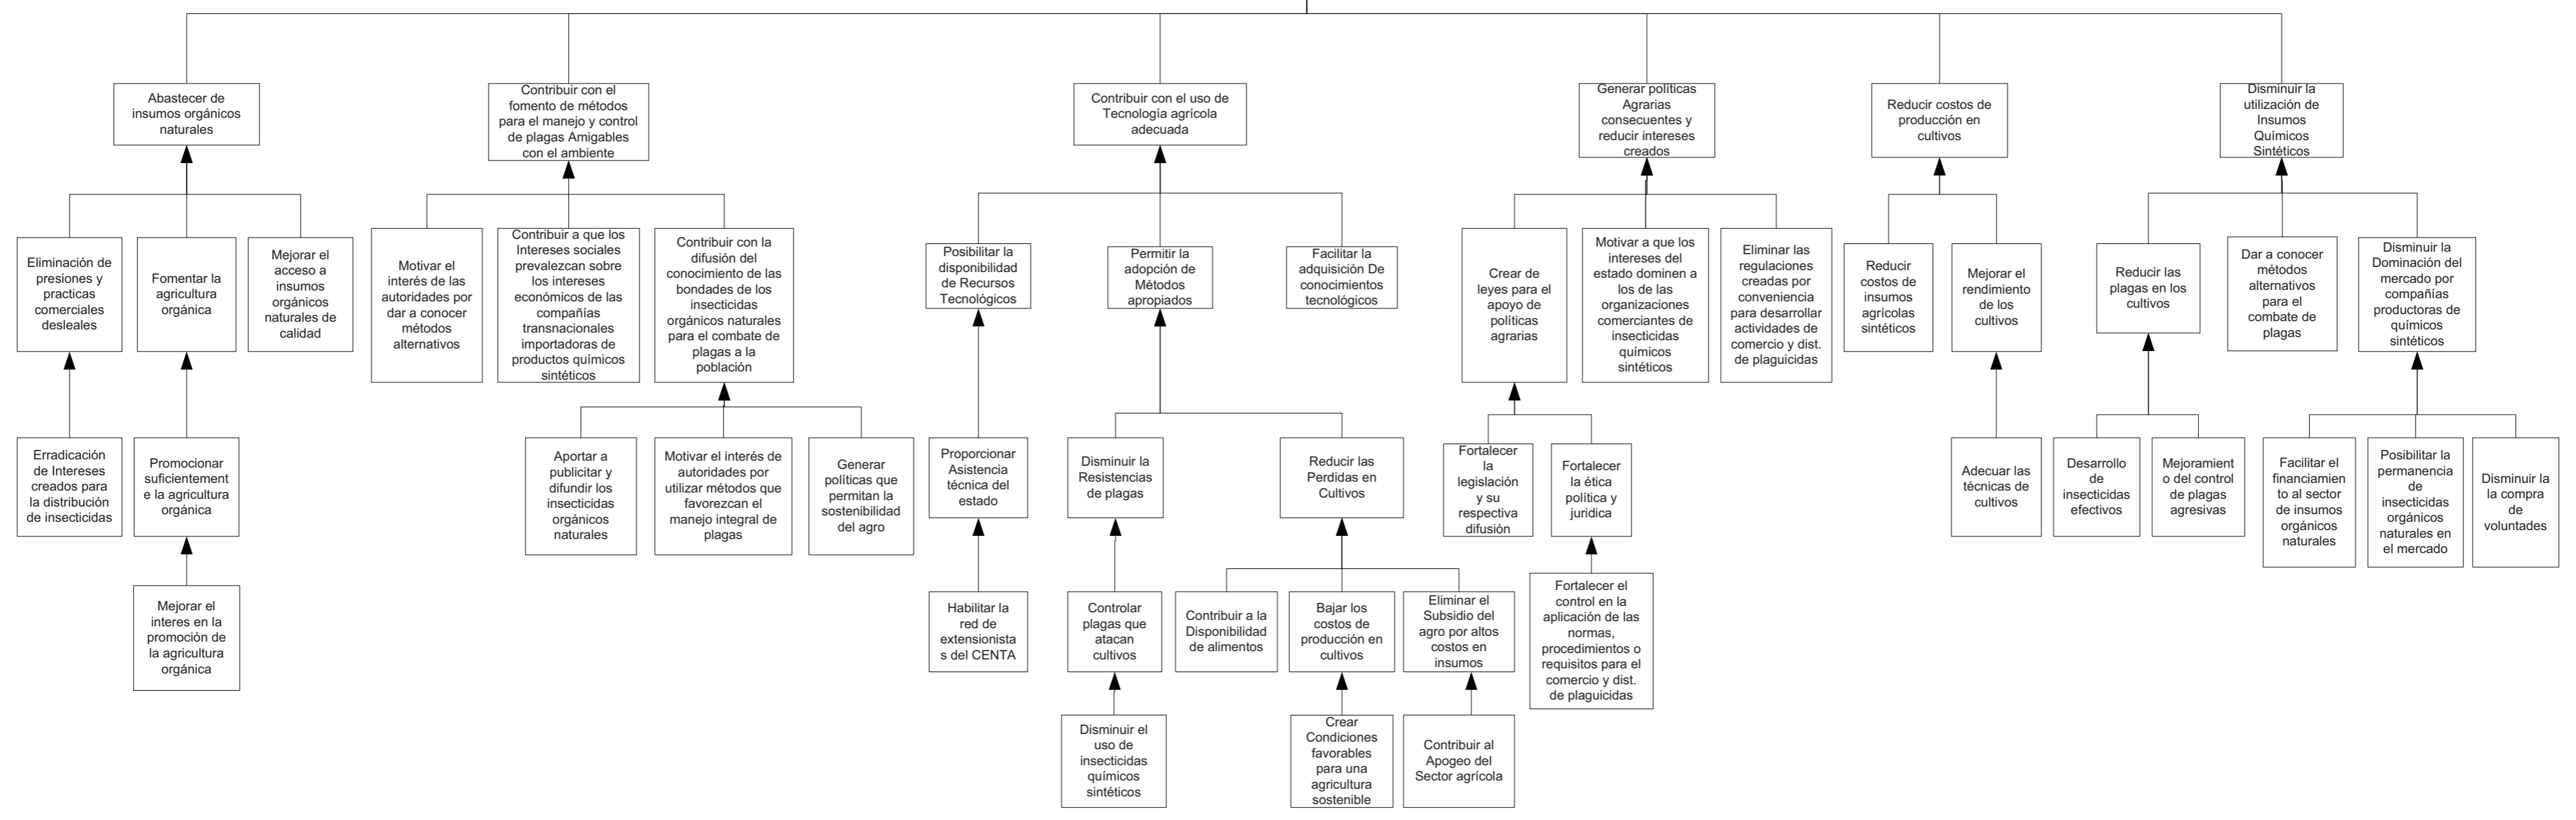 Abastecer de
insumos orgánicos
naturales
Contribuir con el
fomento de métodos
para el manejo y control
de plagas Amigables
con el ambiente
Contribuir con el uso de
Tecnología agrícola
adecuada
Generar políticas
Agrarias
consecuentes y
reducir intereses
creados
Reducir costos de
producción en
cultivos
Disminuir la
utilización de
Insumos
Químicos
Sintéticos
Eliminación de
presiones y
practicas
comerciales
desleales
Fomentar la
agricultura
orgánica
Mejorar el
acceso a
insumos
orgánicos
naturales de
calidad
Motivar el
interés de las
autoridades por
dar a conocer
métodos
alternativos
Contribuir a que los
Intereses sociales
prevalezcan sobre
los intereses
económicos de las
compañías
transnacionales
importadoras de
productos químicos
sintéticos
Contribuir con la
difusión del
conocimiento de las
bondades de los
insecticidas
orgánicos naturales
para el combate de
plagas a la
población
Posibilitar la
disponibilidad
de Recursos
Tecnológicos
Permitir la
adopción de
Métodos
apropiados
Facilitar la
adquisición De
conocimientos
tecnológicos
Crear de
leyes para el
apoyo de
políticas
agrarias
Motivar a que los
intereses del
estado dominen a
los de las
organizaciones
comerciantes de
insecticidas
químicos
sintéticos
Eliminar las
regulaciones
creadas por
conveniencia
para desarrollar
actividades de
comercio y dist.
de plaguicidas
Reducir
costos de
insumos
agrícolas
sintéticos
Mejorar el
rendimiento
de los
cultivos
Reducir las
plagas en los
cultivos
Dar a conocer
métodos
alternativos
para el
combate de
plagas
Disminuir la
Dominación del
mercado por
compañías
productoras de
químicos
sintéticos
Erradicación
de Intereses
creados para
la distribución
de insecticidas
Promocionar
suficientement
e la agricultura
orgánica
Aportar a
publicitar y
difundir los
insecticidas
orgánicos
naturales
Motivar el interés de
autoridades por
utilizar métodos que
favorezcan el
manejo integral de
plagas
Generar
políticas que
permitan la
sostenibilidad
del agro
Proporcionar
Asistencia
técnica del
estado
Disminuir la
Resistencias
de plagas
Reducir las
Perdidas en
Cultivos
Fortalecer
la
legislación
y su
respectiva
difusión
Fortalecer
la ética
política y
juridica
Adecuar las
técnicas de
cultivos
Desarrollo
de
insecticidas
efectivos
Mejoramient
o del control
de plagas
agresivas
Facilitar el
financiamien
to al sector
de insumos
orgánicos
naturales
Posibilitar la
permanencia
de
insecticidas
orgánicos
naturales en
el mercado
Disminuir la
la compra
de
voluntades
Mejorar el
interes en la
promoción de
la agricultura
orgánica
Habilitar la
red de
extensionista
s del CENTA
Controlar
plagas que
atacan
cultivos
Contribuir a la
Disponibilidad
de alimentos
Bajar los
costos de
producción en
cultivos
Eliminar el
Subsidio del
agro por altos
costos en
insumos
Fortalecer el
control en la
aplicación de las
normas,
procedimientos o
requisitos para el
comercio y dist.
de plaguicidas
Disminuir el
uso de
insecticidas
químicos
sintéticos
Crear
Condiciones
favorables
para una
agricultura
sostenible
Contribuir al
Apogeo del
Sector agrícola